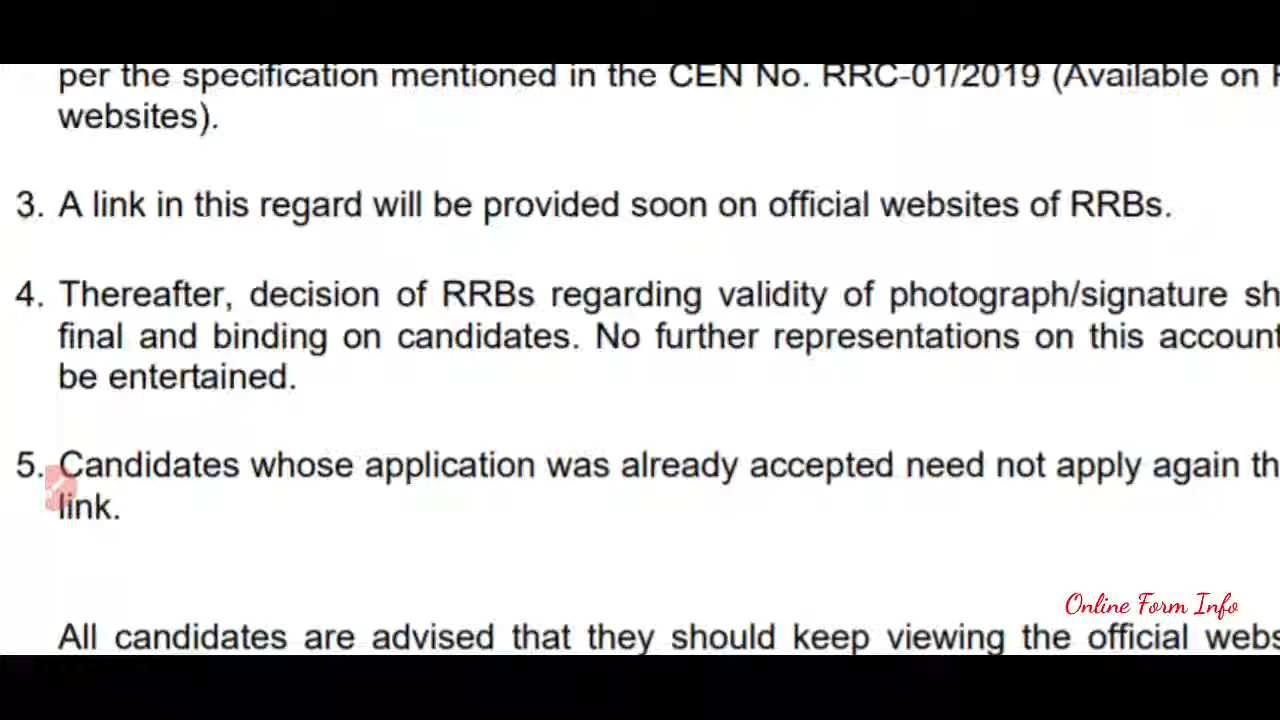 per the specification mentioned in the CEN No. RRC-01/2019 (Available on
websites).
3. A link in this regard will be provided soon on official websites of RRBs.
4. Thereafter, decision of RRBs regarding validity of photograph/signature sh
final and binding on candidates. No further representations on this account
be entertained.
5. Candidates whose application was already accepted need not apply again th
link.
Online Form Info
All candidates are advised that they should keep viewing the official webs